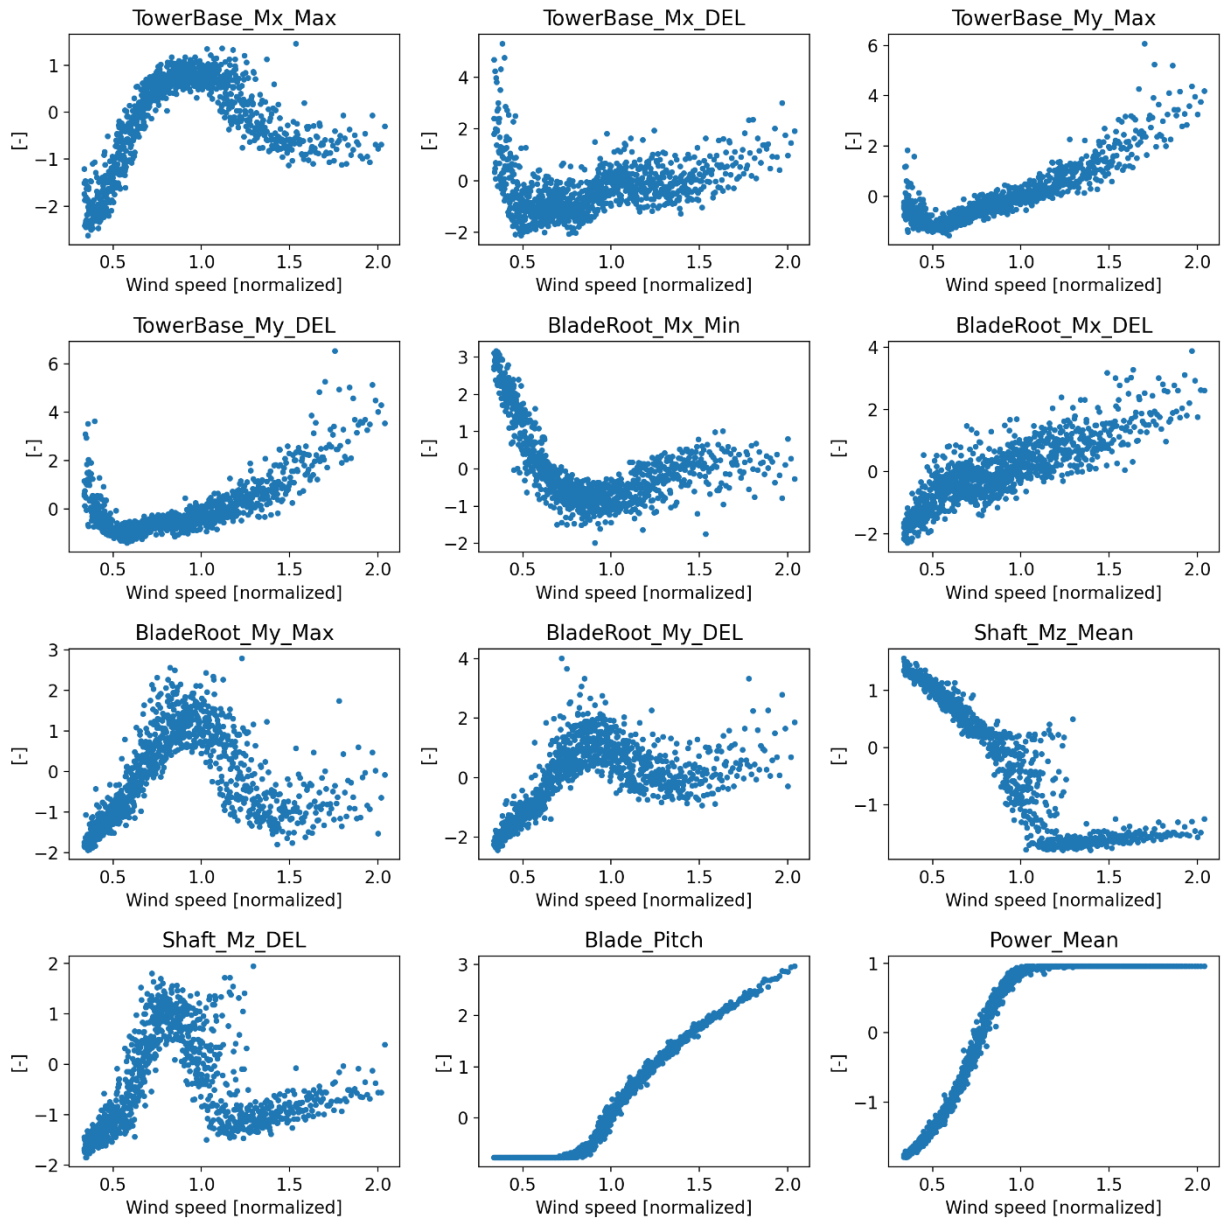 TowerBase_Mx_Max
1
0
−1
−2
[-]
0.5 1.0 1.5 2.0
Wind speed [normalized]
TowerBase_Mx_DEL
4
2
0
−2
[-]
0.5 1.0 1.5 2.0
Wind speed [normalized]
TowerBase_My_Max
6
4
2
0
[-]
0.5 1.0 1.5 2.0
Wind speed [normalized]
TowerBase_My_DEL
6
4
2
0
[-]
0.5 1.0 1.5 2.0
Wind speed [normalized]
BladeRoot_Mx_Min
3
2
1
0
−1
−2
[-]
0.5 1.0 1.5 2.0
Wind speed [normalized]
BladeRoot_Mx_DEL
4
2
0
−2
[-]
0.5 1.0 1.5 2.0
Wind speed [normalized]
BladeRoot_My_Max
3
2
1
0
−1
−2
[-]
0.5 1.0 1.5 2.0
Wind speed [normalized]
BladeRoot_My_DEL
4
2
0
−2
[-]
0.5 1.0 1.5 2.0
Wind speed [normalized]
Shaft_Mz_Mean
1
0
−1
[-]
0.5 1.0 1.5 2.0
Wind speed [normalized]
Shaft_Mz_DEL
2
1
0
−1
−2
[-]
0.5 1.0 1.5 2.0
Wind speed [normalized]
Blade_Pitch
3
2
1
0
[-]
0.5 1.0 1.5 2.0
Wind speed [normalized]
Power_Mean
1
0
−1
[-]
0.5 1.0 1.5 2.0
Wind speed [normalized]